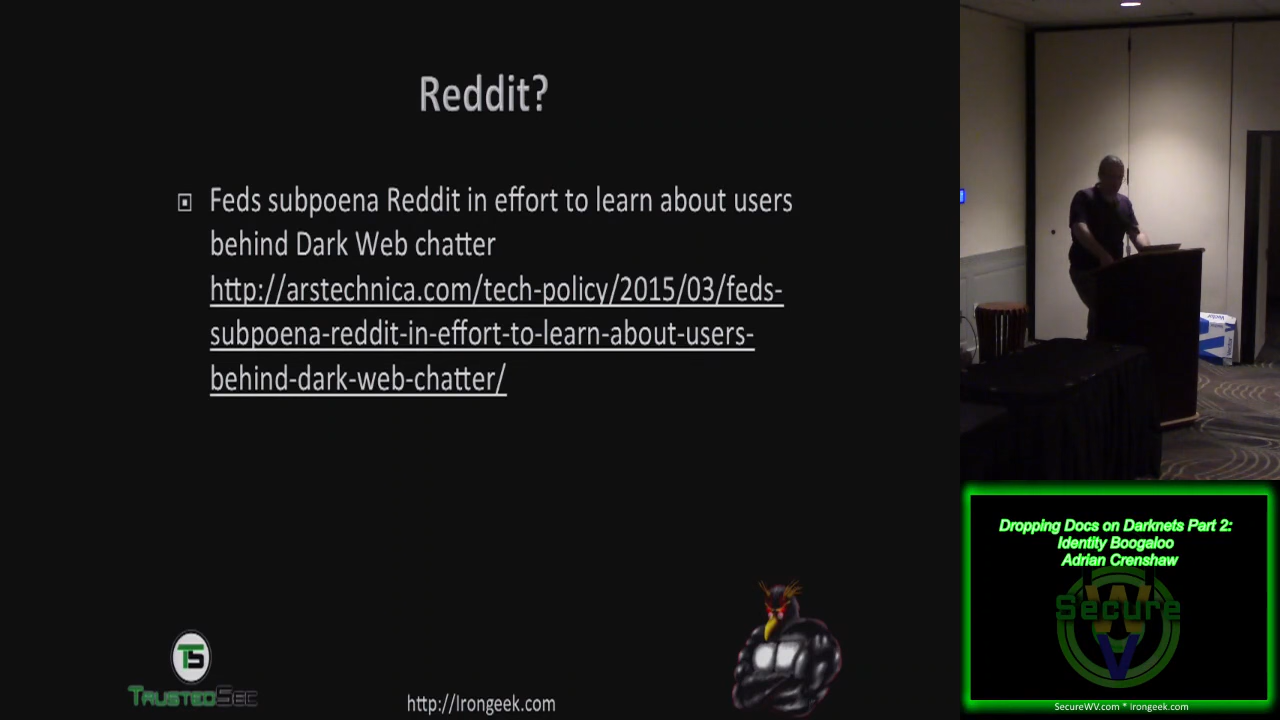 Reddit?
Feds subpoena Reddit in effort to learn about users
behind Dark Web chatter
http://arstechnica.com/tech-policy/2015/03/feds-
subpoena-reddit-in-effort-to-learn-about-users-
behind-dark-web-chatter/
TS
TRUSTEDSEC
http://Irongeek.com
Dropping Docs on Darknets Part 2:
Identity Boogaloo
Adrian Crenshaw
Secure
WV
SecureWV.com * irongeek.com